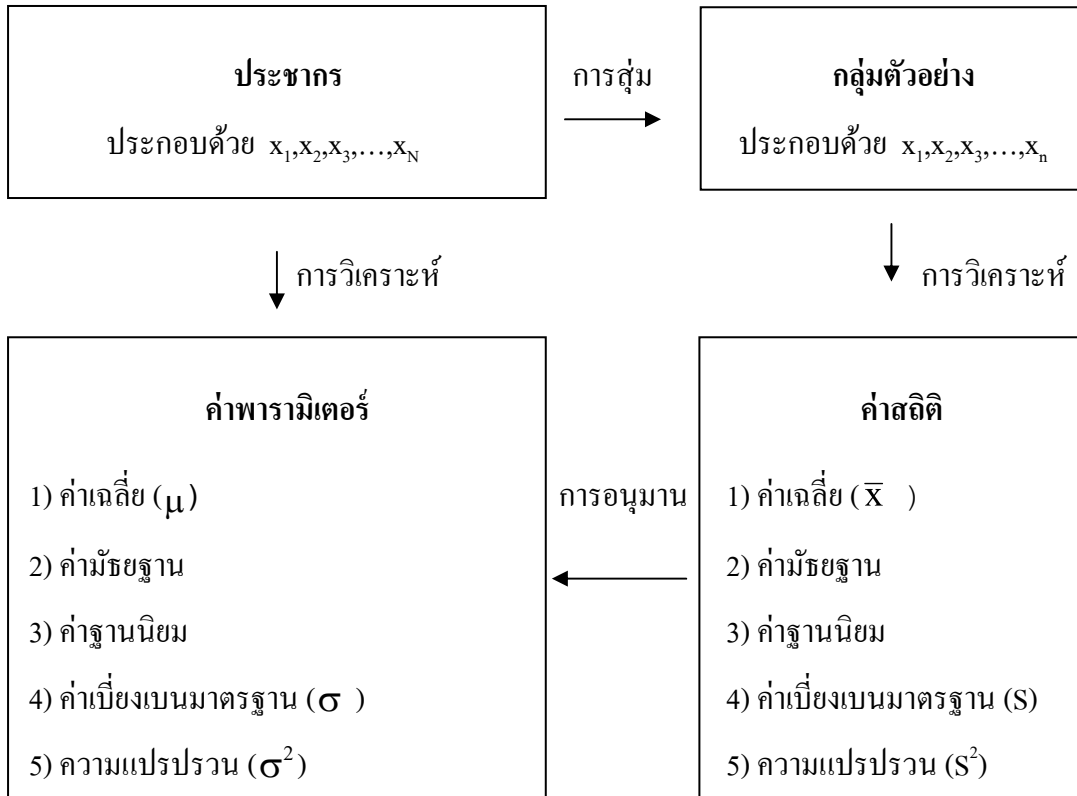 ประชากร
ประกอบด้วย x₁,x₂,x₃,…,x_N
การสุ่ม
กลุ่มตัวอย่าง
ประกอบด้วย x₁,x₂,x₃,…,xₙ
การวิเคราะห์
การวิเคราะห์
ค่าพารามิเตอร์
1) ค่าเฉลี่ย (μ)
2) ค่ามัธยฐาน
3) ค่าฐานนิยม
4) ค่าเบี่ยงเบนมาตรฐาน (σ )
5) ความแปรปรวน (σ²)
การอนุมาน
ค่าสถิติ
1) ค่าเฉลี่ย ( x̅ )
2) ค่ามัธยฐาน
3) ค่าฐานนิยม
4) ค่าเบี่ยงเบนมาตรฐาน (S)
5) ความแปรปรวน (S²)